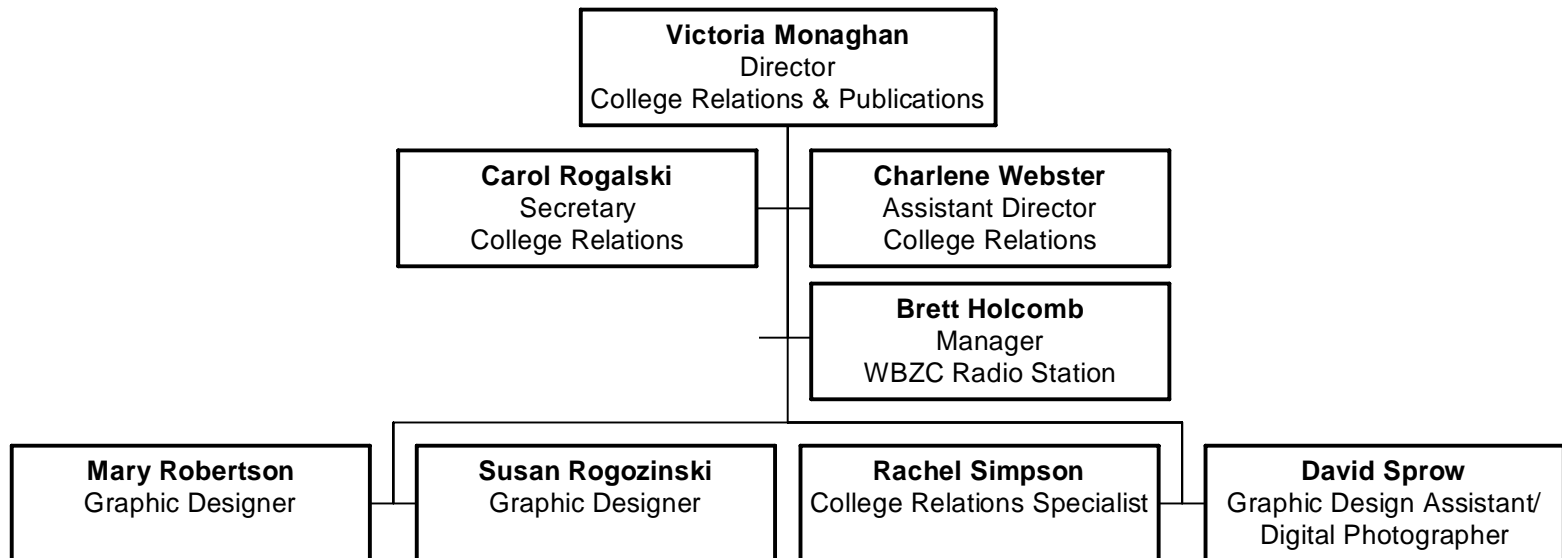 Victoria Monaghan
Director
College Relations & Publications
Carol Rogalski
Secretary
College Relations
Charlene Webster
Assistant Director
College Relations
Brett Holcomb
Manager
WBZC Radio Station
Mary Robertson
Graphic Designer
Susan Rogozinski
Graphic Designer
Rachel Simpson
College Relations Specialist
David Sprow
Graphic Design Assistant/
Digital Photographer